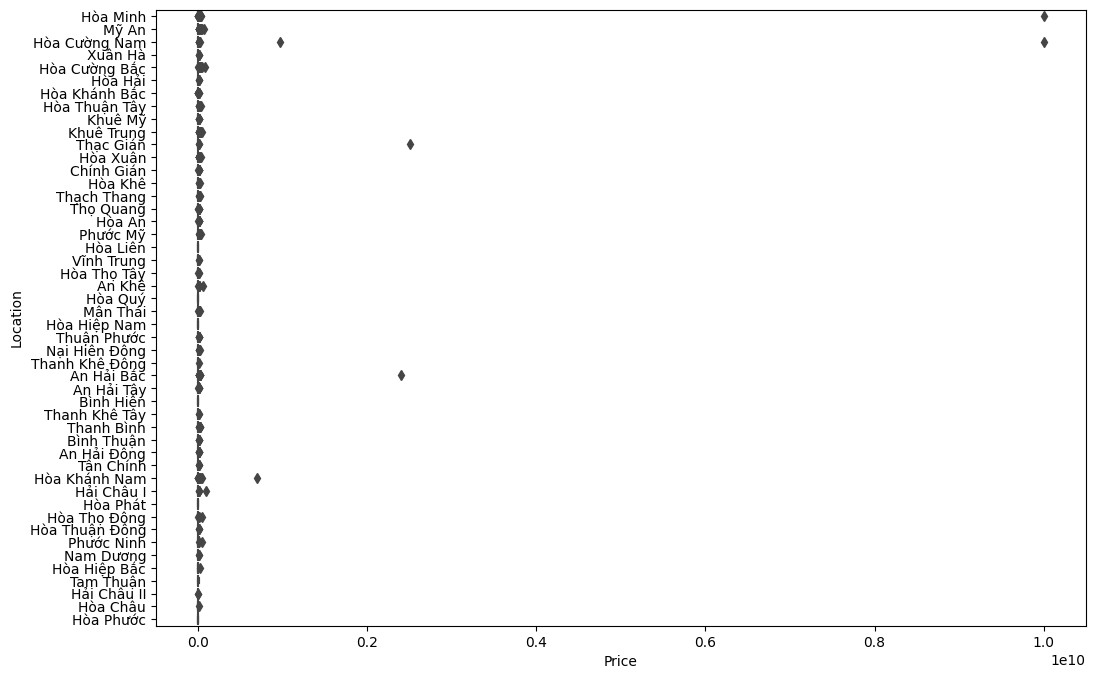 Hòa Minh
Mỹ An
Hòa Cường Nam
Xuân Hà
Hòa Cường Bắc
Hòa Hải
Hòa Khánh Bắc
Hòa Thuận Tây
Khuê Mỹ
Khuê Trung
Thạc Gián
Hòa Xuân
Chính Gián
Hòa Khê
Thạch Thang
Thọ Quang
Hòa An
Phước Mỹ
Hòa Liên
Vĩnh Trung
Hòa Thọ Tây
An Khê
Hòa Quý
Mân Thái
Hòa Hiệp Nam
Thuận Phước
Nại Hiên Đông
Thanh Khê Đông
An Hải Bắc
An Hải Tây
Bình Hiên
Thanh Khê Tây
Thanh Bình
Bình Thuận
An Hải Đông
Tân Chính
Hòa Khánh Nam
Hải Châu I
Hòa Phát
Hòa Thọ Đông
Hòa Thuận Đông
Phước Ninh
Nam Dương
Hòa Hiệp Bắc
Tam Thuận
Hải Châu II
Hòa Châu
Hòa Phước
Location
0.0 0.2 0.4 0.6 0.8 1.0
Price
1e10